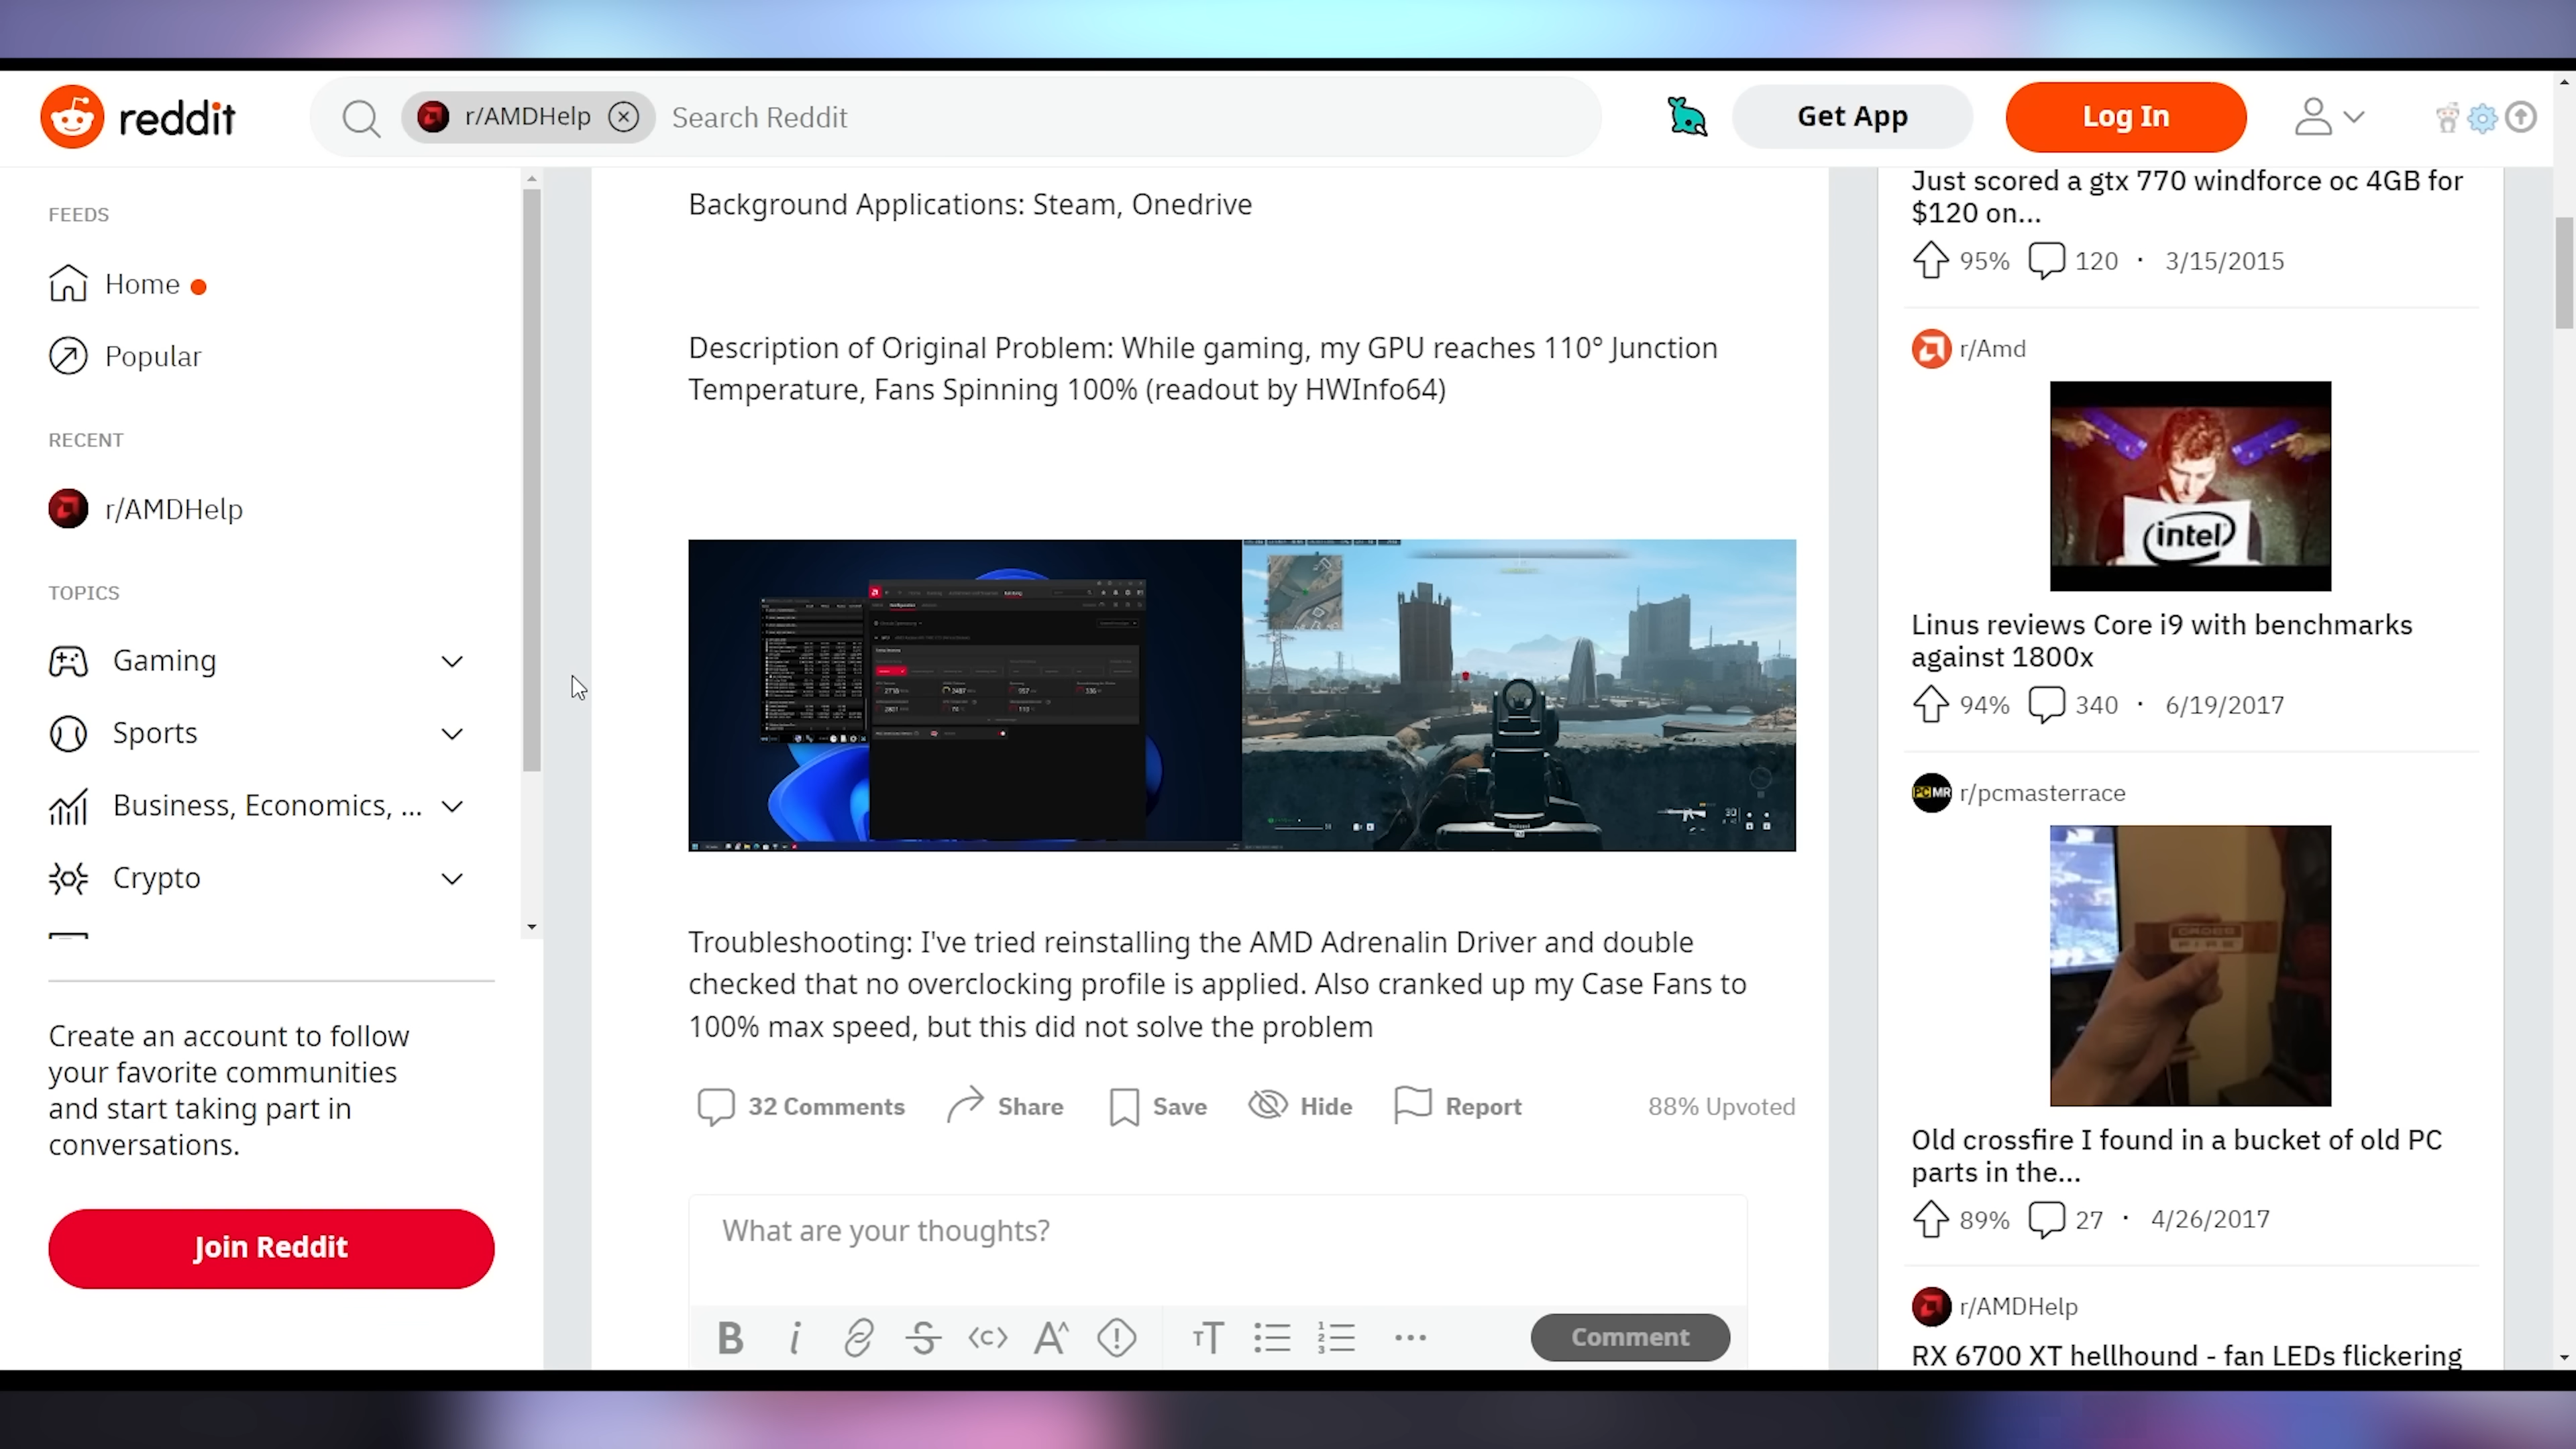 reddit
r/AMDHelp
Search Reddit
Get App
Log In
FEEDS
Home
Popular
RECENT
r/AMDHelp
TOPICS
Gaming
Sports
Business, Economics, ...
Crypto
Create an account to follow
your favorite communities
and start taking part in
conversations.
Join Reddit
Background Applications: Steam, Onedrive
Description of Original Problem: While gaming, my GPU reaches 110° Junction
Temperature, Fans Spinning 100% (readout by HWInfo64)
Troubleshooting: I've tried reinstalling the AMD Adrenalin Driver and double
checked that no overclocking profile is applied. Also cranked up my Case Fans to
100% max speed, but this did not solve the problem
32 Comments
Share
Save
Hide
Report
88% Upvoted
What are your thoughts?
Comment
Just scored a gtx 770 windforce oc 4GB for
$120 on...
95% 120 · 3/15/2015
r/Amd
intel
Linus reviews Core i9 with benchmarks
against 1800x
94% 340 · 6/19/2017
PCMR r/pcmasterrace
CROSS
FIRE
Old crossfire I found in a bucket of old PC
parts in the...
89% 27 · 4/26/2017
r/AMDHelp
RX 6700 XT hellhound - fan LEDs flickering